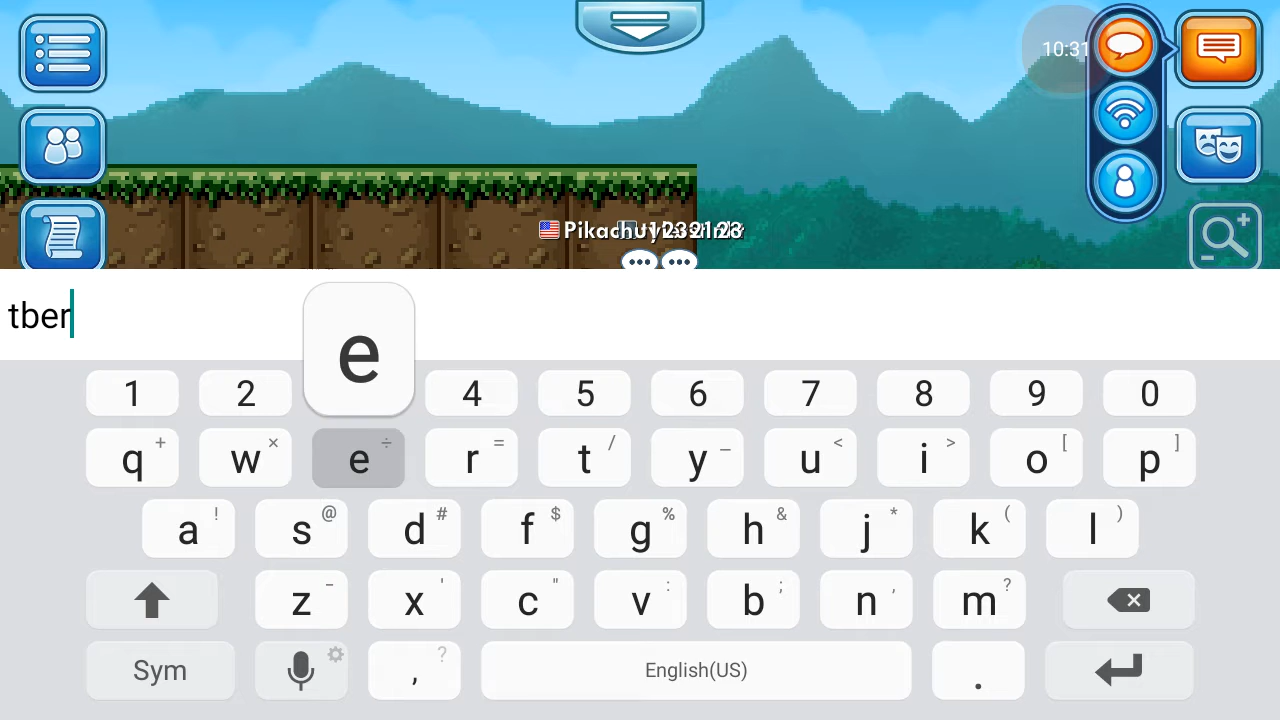 10:31
Pikachu
tber
e
1 2 4 5 6 7 8 9 0
q + w × e ÷ r = t / y _ u < i > o [ p ]
a ! s @ d # f $ g % h & j * k ( l )
z - x ' c " v : b ; n , m ?
Sym , ? English(US) .